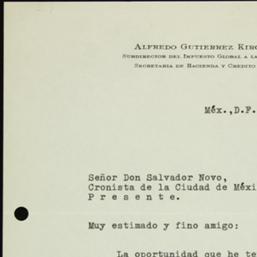 ALFREDO GUTIERREZ KIRC
SUBDIRECTOR DEL IMPUESTO GLOBAL A LA
SECRETARIA DE HACIENDA Y CREDITO
Méx.,D.F.
Señor Don Salvador Novo,
Cronista de la Ciudad de Méxi
P r e s e n t e.
Muy estimado y fino amigo:
La oportunidad que he te